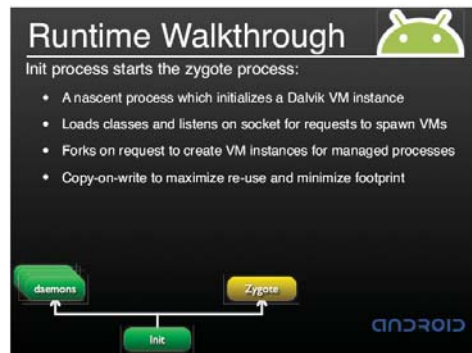 Runtime Walkthrough
Init process starts the zygote process:
• A nascent process which initializes a Dalvik VM instance
• Loads classes and listens on socket for requests to spawn VMs
• Forks on request to create VM instances for managed processes
• Copy-on-write to maximize re-use and minimize footprint
daemons
Zygote
Init
ANDROID